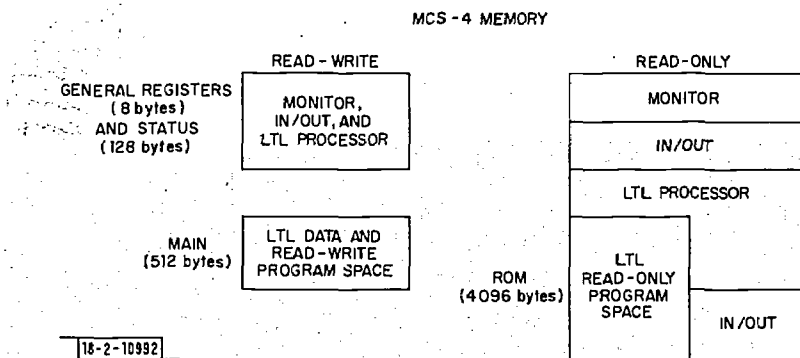 MCS-4 MEMORY
READ-WRITE
GENERAL REGISTERS
(8 bytes)
AND STATUS
(128 bytes)
MONITOR,
IN/OUT, AND
LTL PROCESSOR
MAIN
(512 bytes)
LTL DATA AND
READ-WRITE
PROGRAM SPACE
READ-ONLY
MONITOR
IN/OUT
LTL PROCESSOR
ROM
(4096 bytes)
LTL
READ-ONLY
PROGRAM
SPACE
IN/OUT
18-2-10992